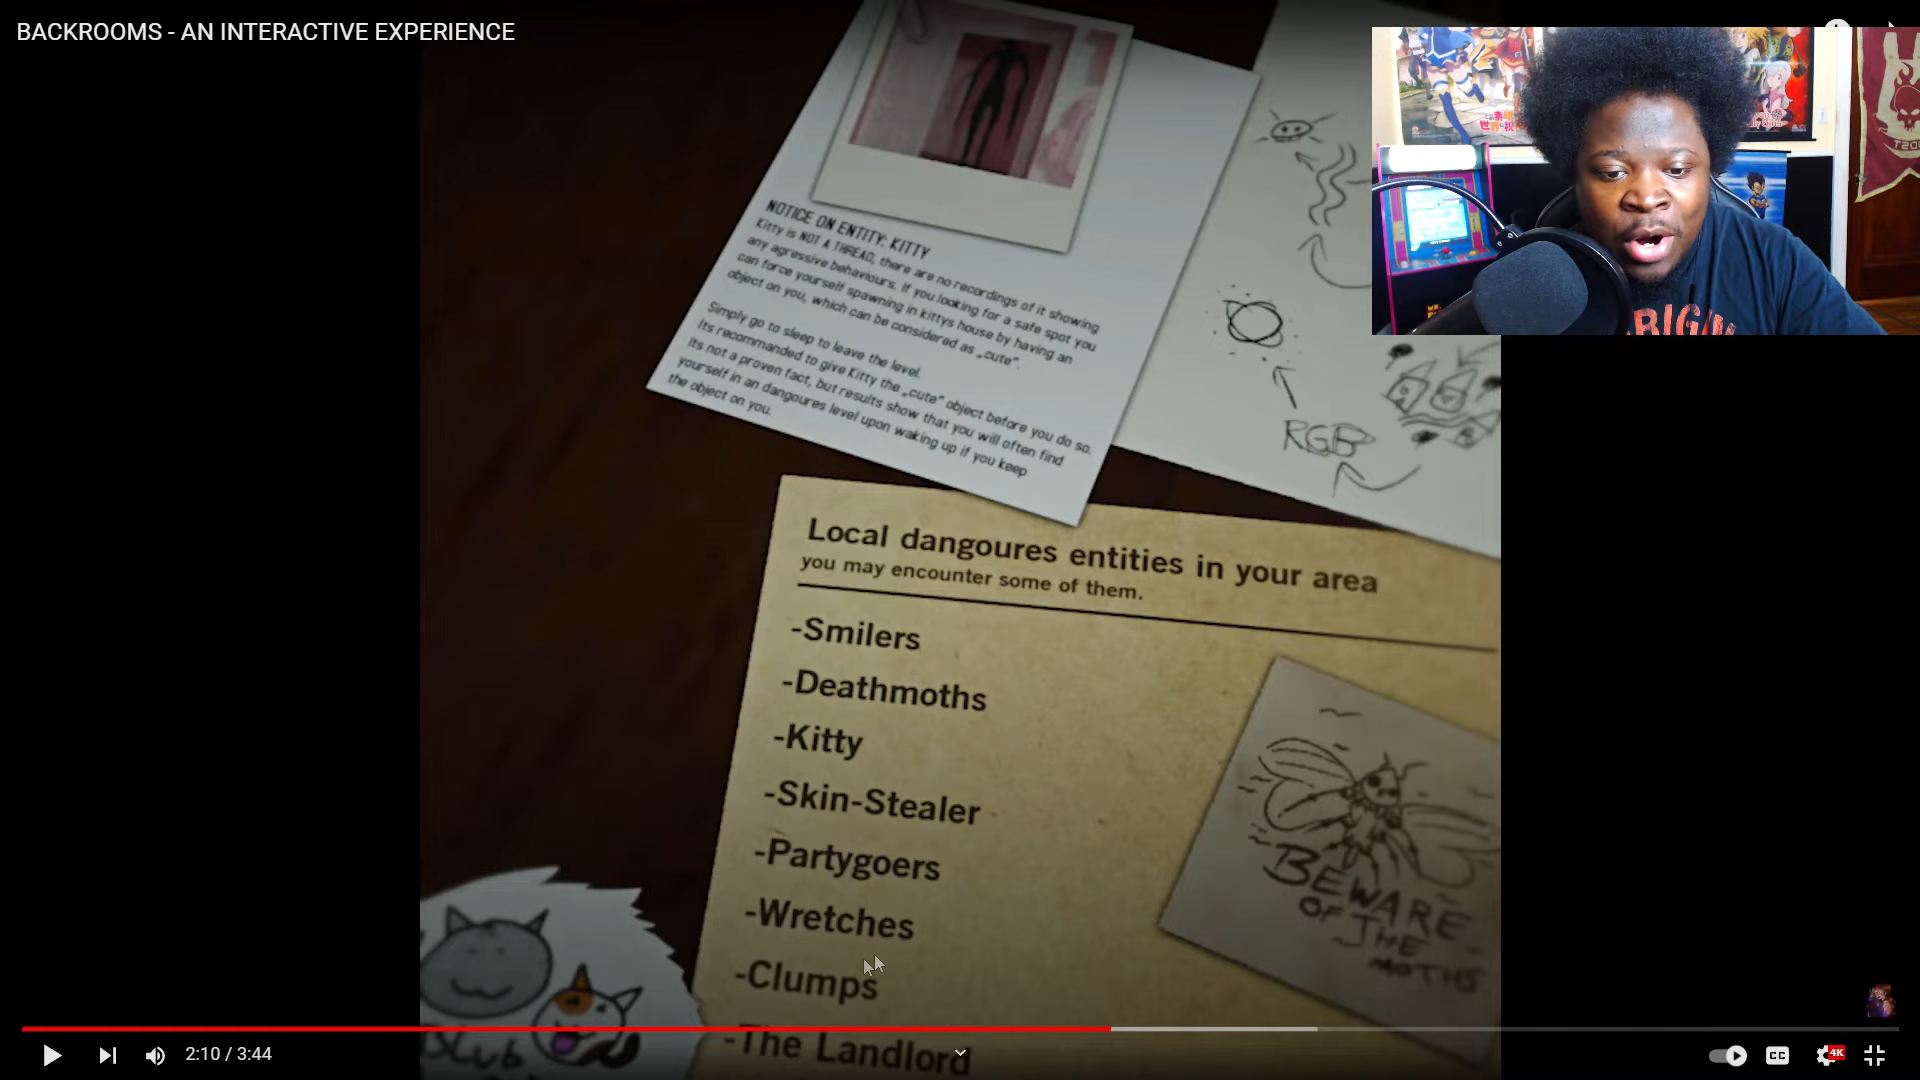 BACKROOMS - AN INTERACTIVE EXPERIENCE
NOTICE ON ENTITY: KITTY
Kitty is NOT A THREAD, there are no recordings of it showing
any agressive behaviours. If you looking for a safe spot you
can force yourself spawning in kittys house by having an
object on you, which can be considered as „cute".
Simply go to sleep to leave the level.
Its recommanded to give Kitty the „cute" object before you do so.
Its not a proven fact, but results show that you will often find
yourself in an dangoures level upon waking up if you keep
the object on you.
RGB
Local dangoures entities in your area
you may encounter some of them.
-Smilers
-Deathmoths
-Kitty
-Skin-Stealer
-Partygoers
-Wretches
-Clumps
-The Landlord
BEWARE
OF THE
MOTHS
2:10 / 3:44
CC
4K